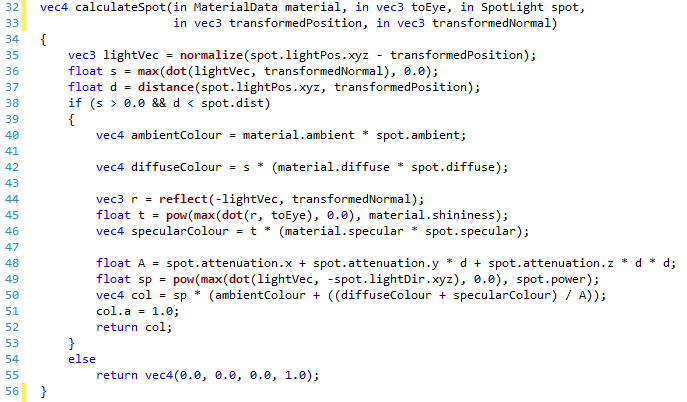 32 vec4 calculateSpot(in MaterialData material, in vec3 toEye, in SpotLight spot,
33                    in vec3 transformedPosition, in vec3 transformedNormal)
34 {
35     vec3 lightVec = normalize(spot.lightPos.xyz - transformedPosition);
36     float s = max(dot(lightVec, transformedNormal), 0.0);
37     float d = distance(spot.lightPos.xyz, transformedPosition);
38     if (s > 0.0 && d < spot.dist)
39     {
40         vec4 ambientColour = material.ambient * spot.ambient;
41
42         vec4 diffuseColour = s * (material.diffuse * spot.diffuse);
43
44         vec3 r = reflect(-lightVec, transformedNormal);
45         float t = pow(max(dot(r, toEye), 0.0), material.shininess);
46         vec4 specularColour = t * (material.specular * spot.specular);
47
48         float A = spot.attenuation.x + spot.attenuation.y * d + spot.attenuation.z * d * d;
49         float sp = pow(max(dot(lightVec, -spot.lightDir.xyz), 0.0), spot.power);
50         vec4 col = sp * (ambientColour + ((diffuseColour + specularColour) / A));
51         col.a = 1.0;
52         return col;
53     }
54     else
55         return vec4(0.0, 0.0, 0.0, 1.0);
56 }